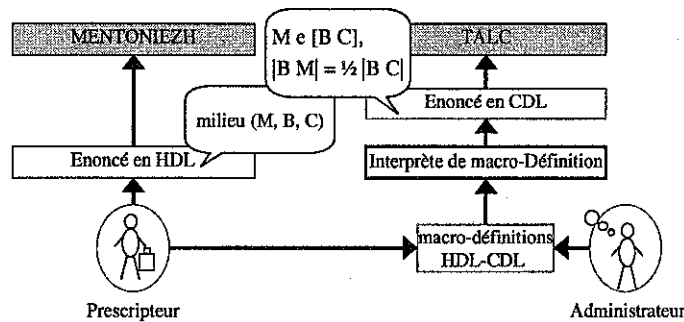 MENTONIEZH
TALC
M e [B C],
|B M| = ½ |B C|
milieu (M, B, C)
Enoncé en CDL
Enoncé en HDL
Interprète de macro-Définition
macro-définitions
HDL-CDL
Prescripteur
Administrateur